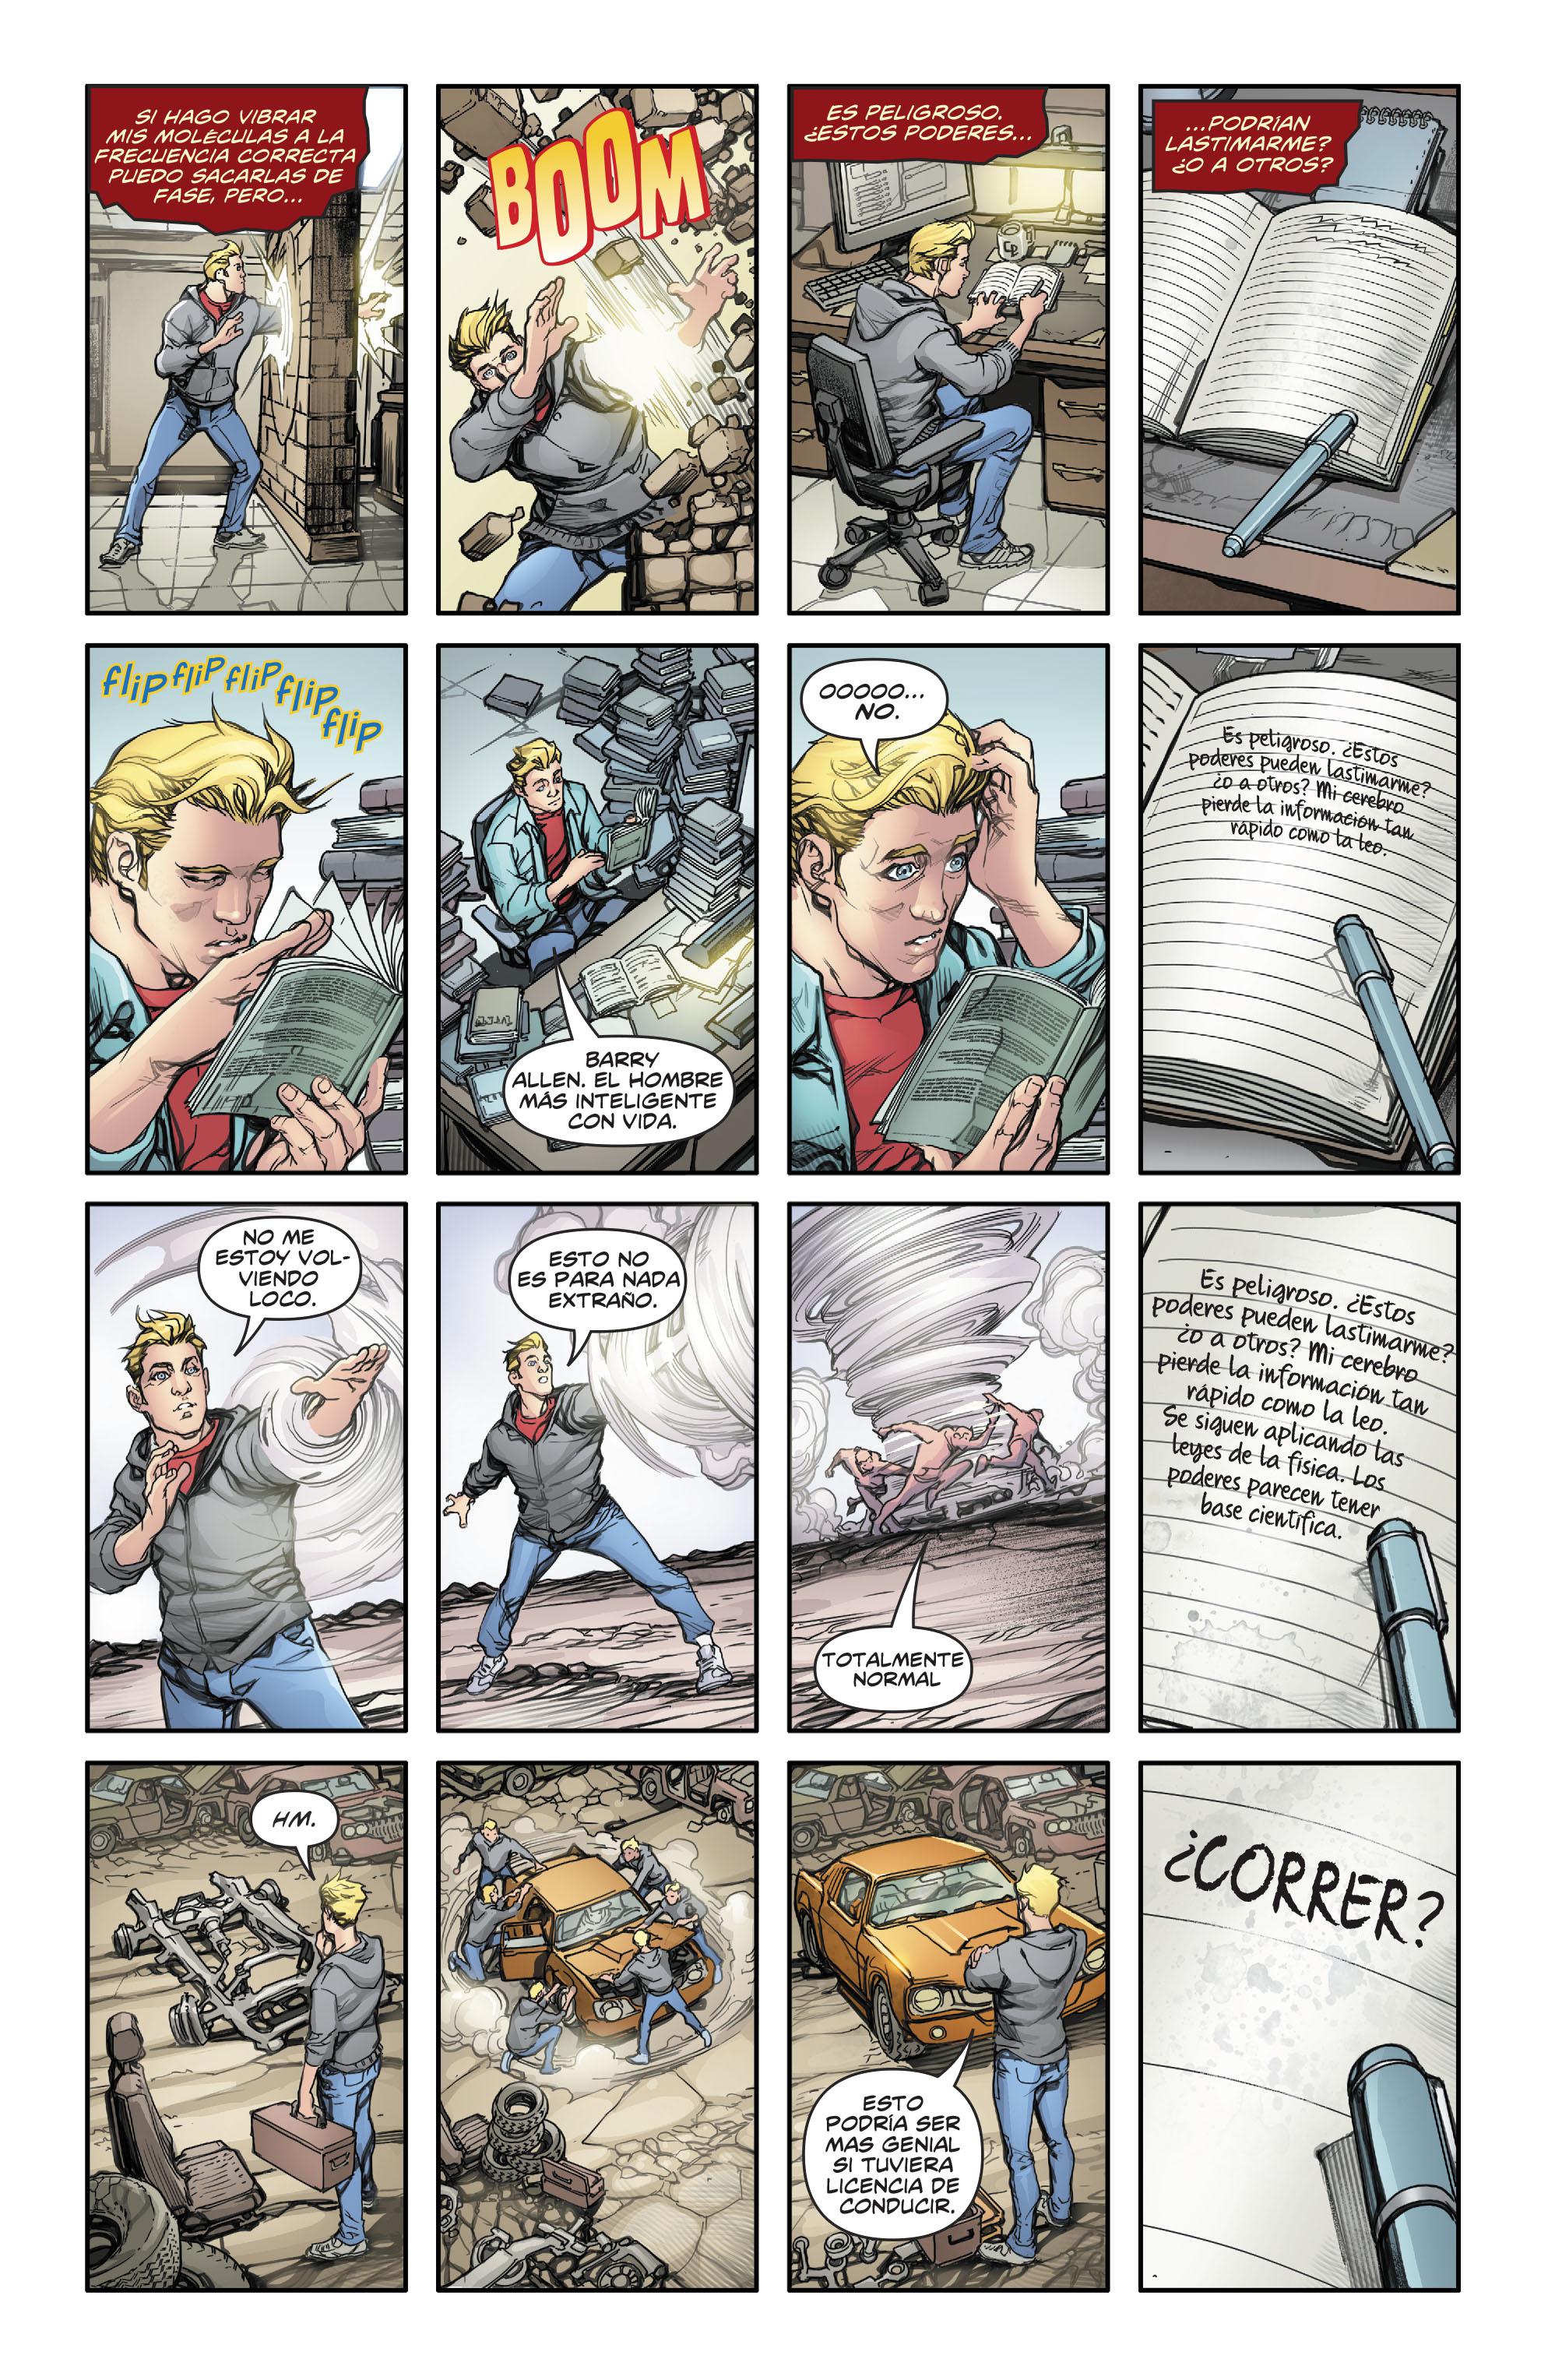 SI HAGO VIBRAR
MIS MOLÉCULAS A LA
FRECUENCIA CORRECTA
PUEDO SACARLAS DE
FASE, PERO...
BOOM
ES PELIGROSO.
¿ESTOS PODERES...
...PODRÍAN
LASTIMARME?
¿O A OTROS?
flip flip flip flip flip
BARRY
ALLEN. EL HOMBRE
MÁS INTELIGENTE
CON VIDA.
OOOOO...
NO.
Es peligroso. ¿Estos
poderes pueden lastimarme?
¿o a otros? Mi cerebro
pierde la información tan
rápido como la leo.
NO ME
ESTOY VOL-
VIENDO
LOCO.
ESTO NO
ES PARA NADA
EXTRAÑO.
TOTALMENTE
NORMAL
Es peligroso. ¿Estos
poderes pueden lastimarme?
¿o a otros? Mi cerebro
pierde la información tan
rápido como la leo.
Se siguen aplicando las
leyes de la física. Los
poderes parecen tener
base científica.
HM.
ESTO
PODRÍA SER
MAS GENIAL
SI TUVIERA
LICENCIA DE
CONDUCIR.
¿CORRER?